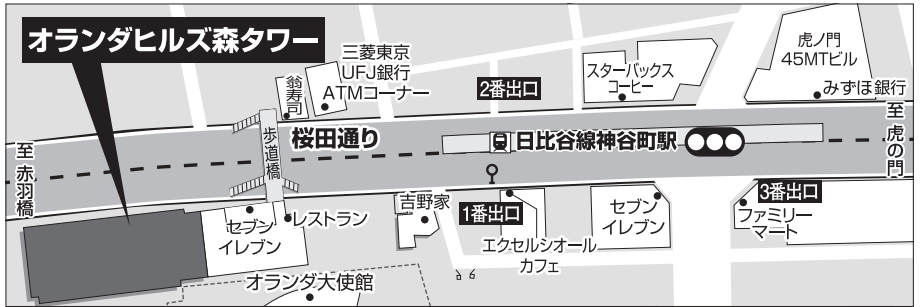 オランダヒルズ森タワー
三菱東京
UFJ銀行
ATMコーナー
翁寿司
2番出口
スターバックス
コーヒー
虎ノ門
45MTビル
みずほ銀行
至 赤羽橋
歩道橋
桜田通り
日比谷線神谷町駅
至 虎の門
セブン
イレブン
レストラン
吉野家
1番出口
エクセルシオール
カフェ
セブン
イレブン
3番出口
ファミリー
マート
オランダ大使館